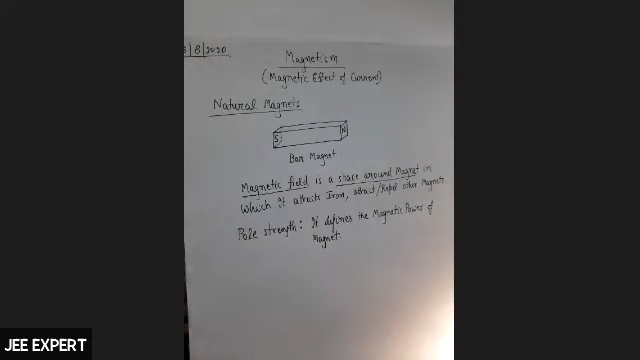 8/2020
Magnetism
(Magnetic Effect of Current)
Natural Magnets
S N
Bar Magnet
Magnetic field is a space around Magnet in
which It attracts Iron, attract/Repel other Magnets
Pole strength: It defines the Magnetic Power of
Magnet.
JEE EXPERT